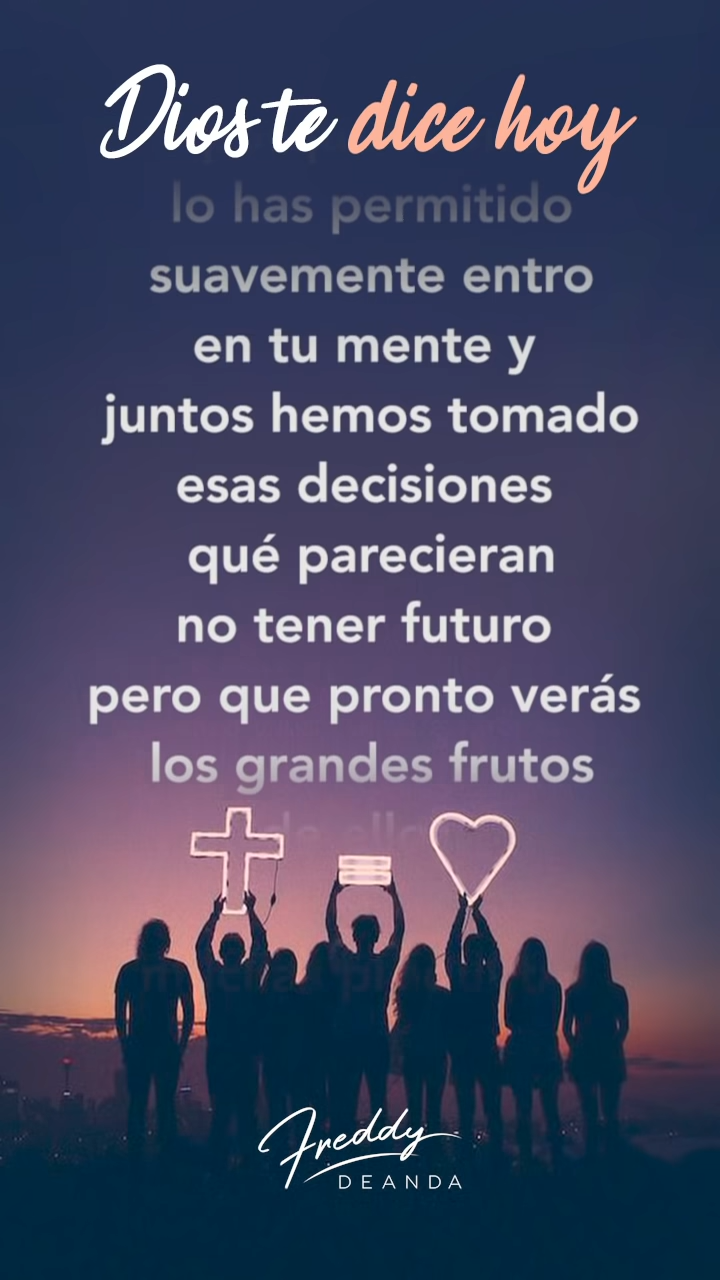 Dios te dice hoy
lo has permitido
suavemente entro
en tu mente y
juntos hemos tomado
esas decisiones
qué parecieran
no tener futuro
pero que pronto verás
los grandes frutos
Freddy
DEANDA